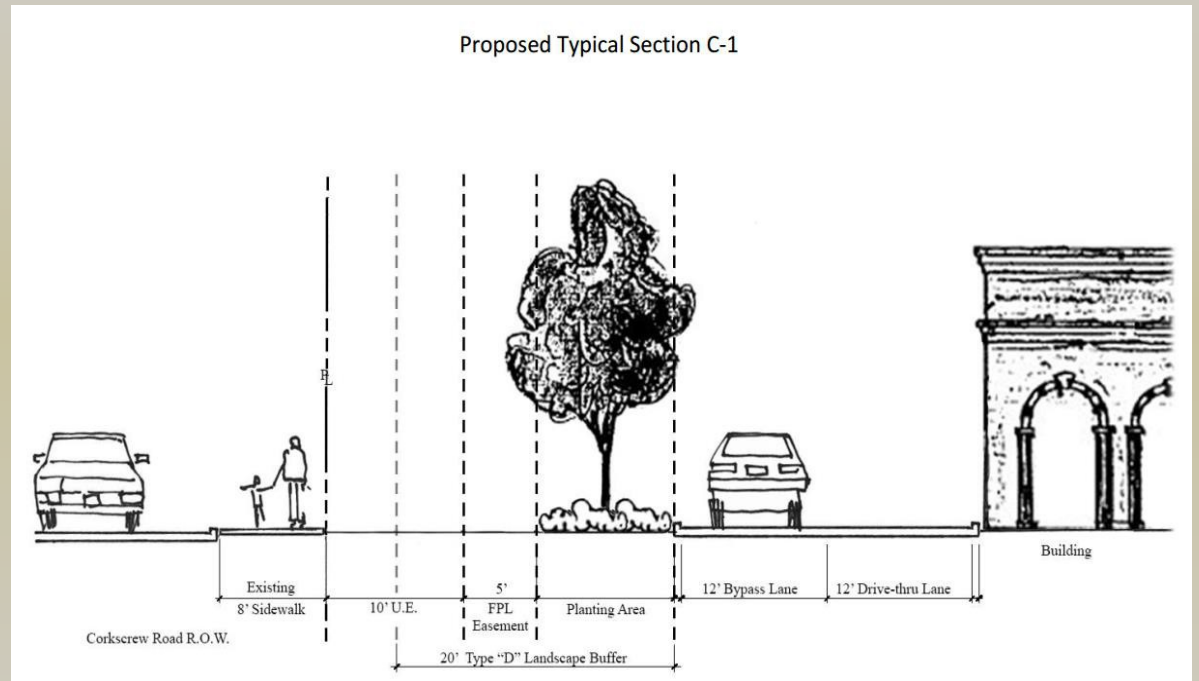 Proposed Typical Section C-1
PL
Existing
8' Sidewalk
10' U.E.
5'
FPL
Easement
Planting Area
12' Bypass Lane
12' Drive-thru Lane
Building
Corkscrew Road R.O.W.
20' Type “D” Landscape Buffer